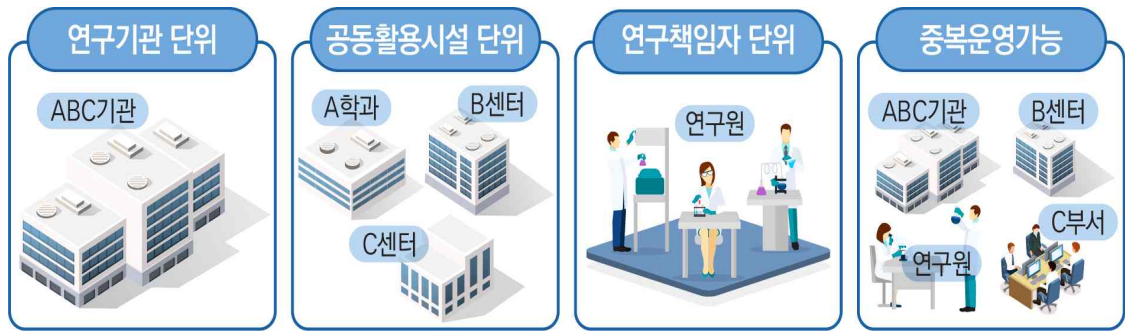 연구기관 단위
ABC기관
공동활용시설 단위
A학과
B센터
C센터
연구책임자 단위
연구원
중복운영가능
ABC기관
B센터
연구원
C부서